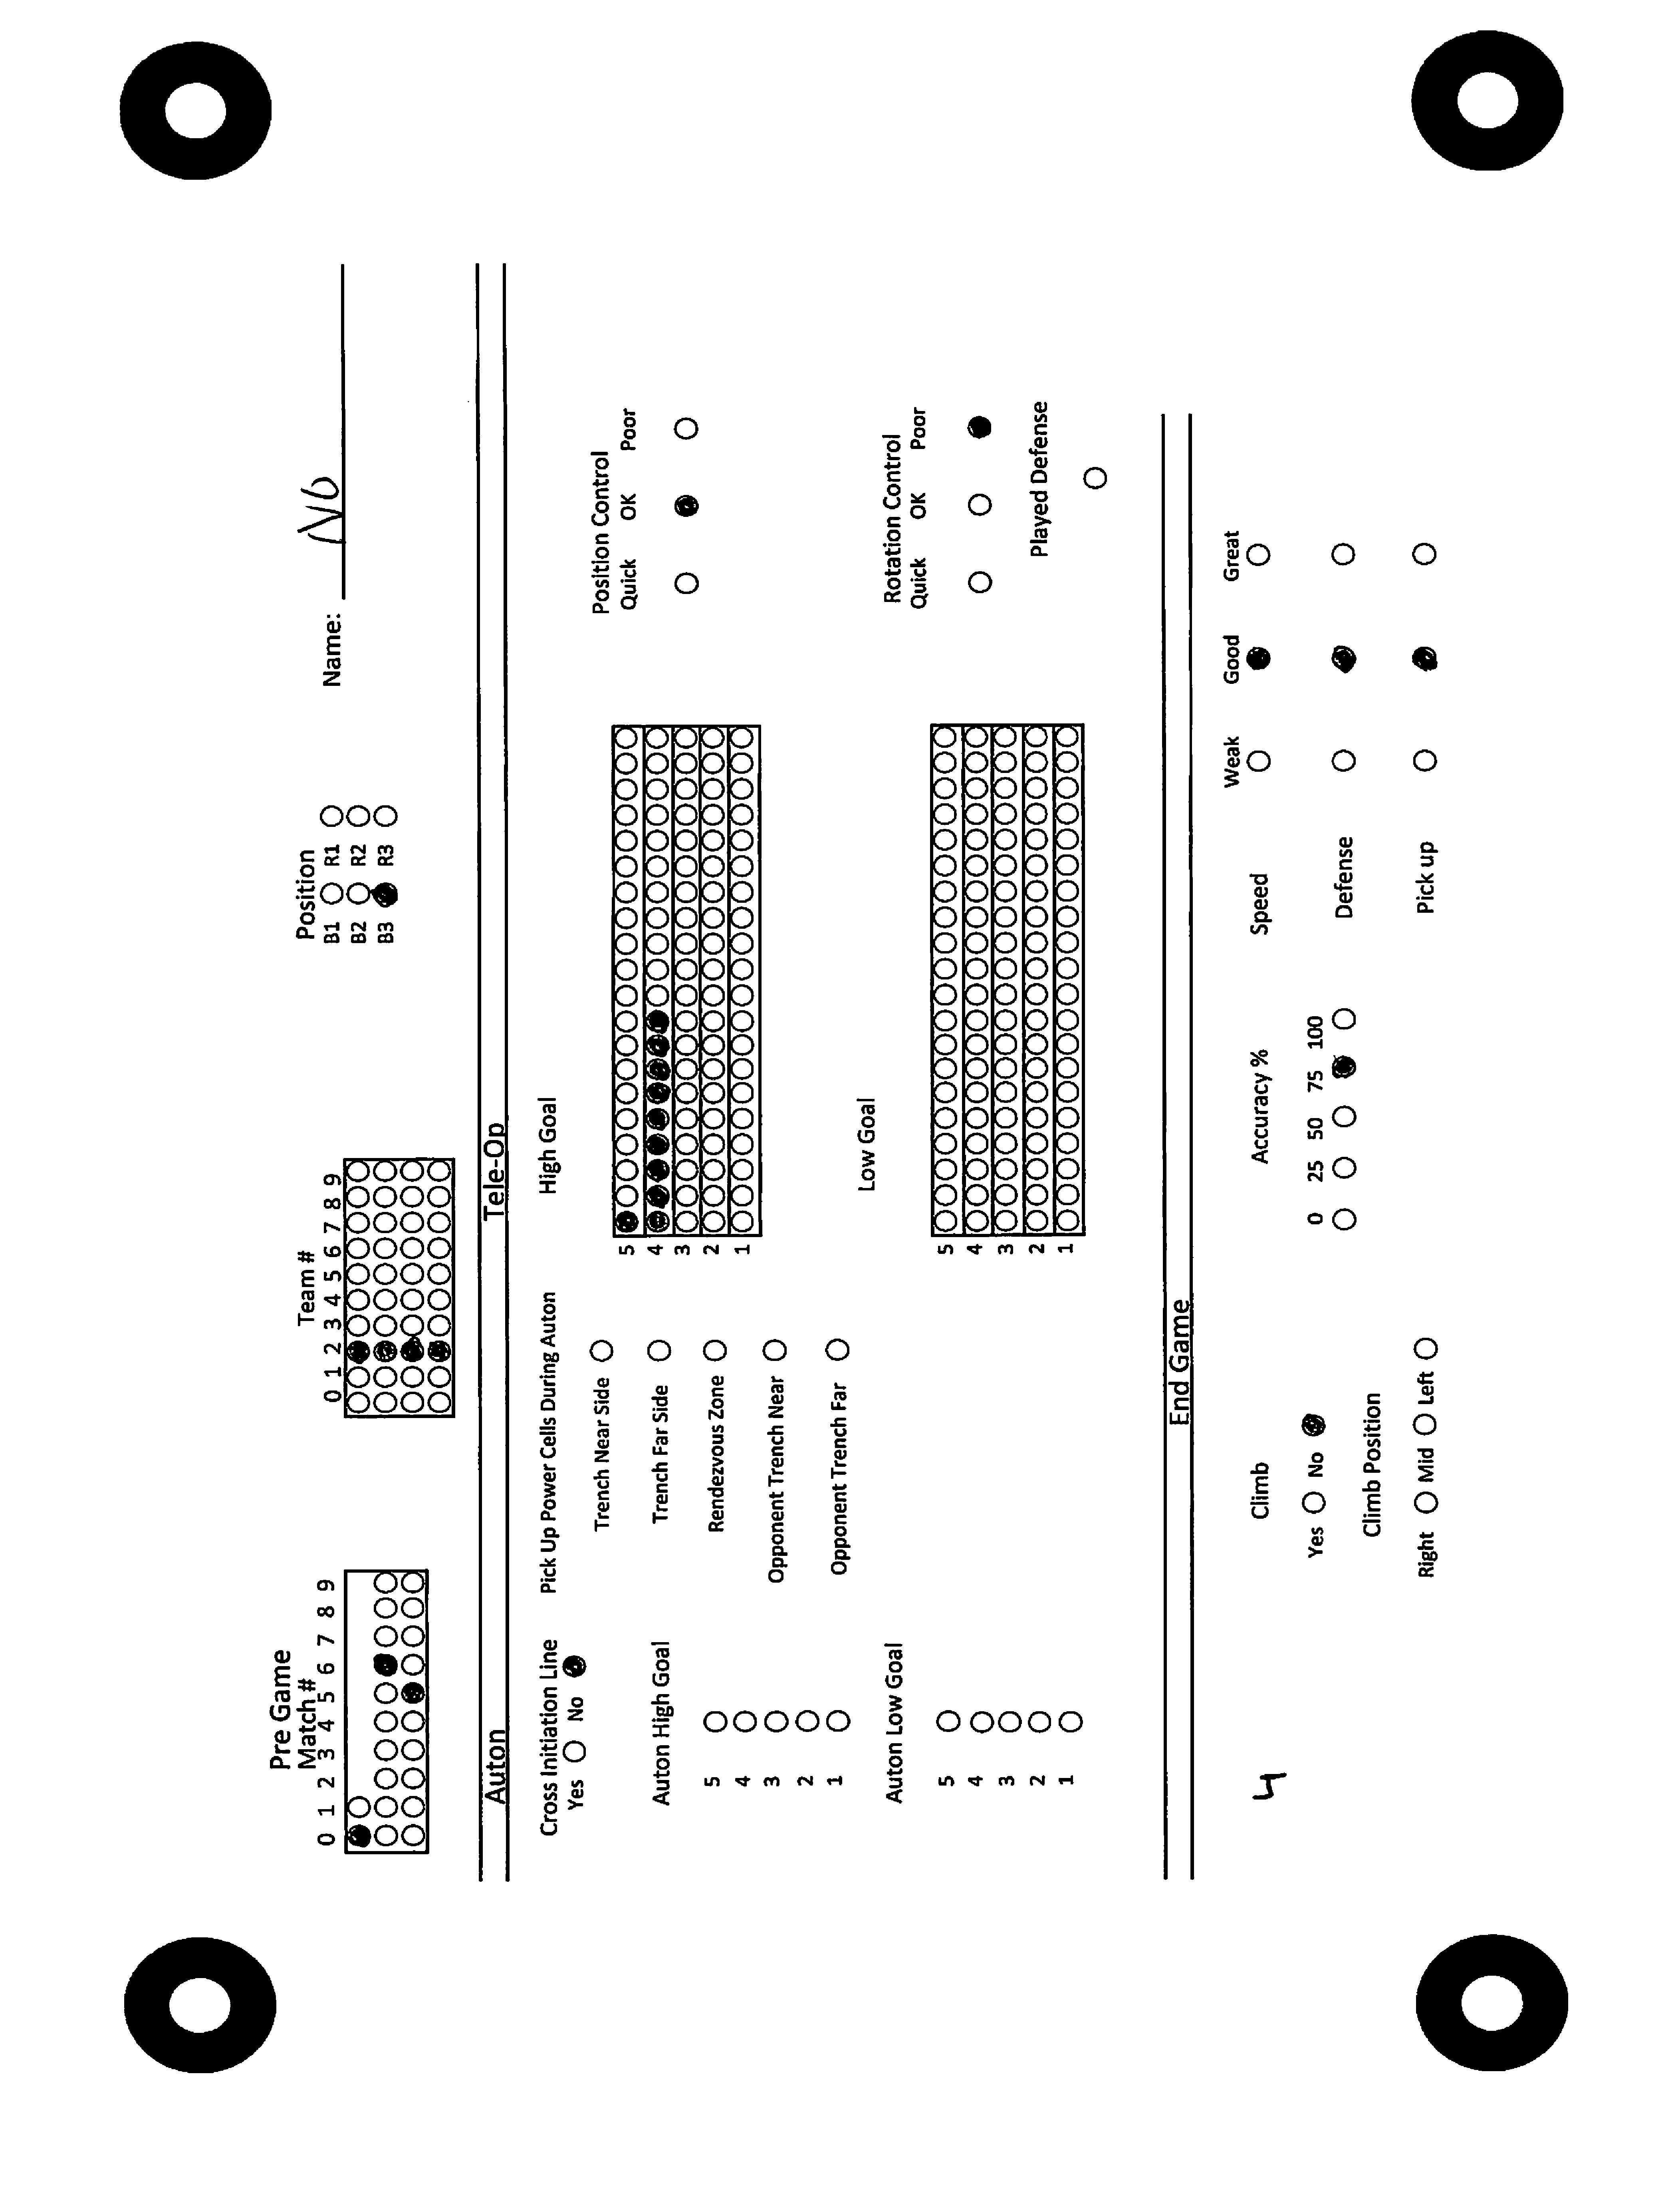 Pre Game
Match #
0 1 2 3 4 5 6 7 8 9
Team #
0 1 2 3 4 5 6 7 8 9
Position
B1 R1
B2 R2
B3 R3
Name:
Auton
Tele-Op
Cross Initiation Line
Yes No
Auton High Goal
5
4
3
2
1
Auton Low Goal
5
4
3
2
1
Pick Up Power Cells During Auton
Trench Near Side
Trench Far Side
Rendezvous Zone
Opponent Trench Near
Opponent Trench Far
High Goal
5
4
3
2
1
Low Goal
5
4
3
2
1
Position Control
Quick OK Poor
Rotation Control
Quick OK Poor
Played Defense
End Game
4
Climb
Yes No
Climb Position
Right Mid Left
Accuracy %
0 25 50 75 100
Weak Good Great
Speed
Defense
Pick up